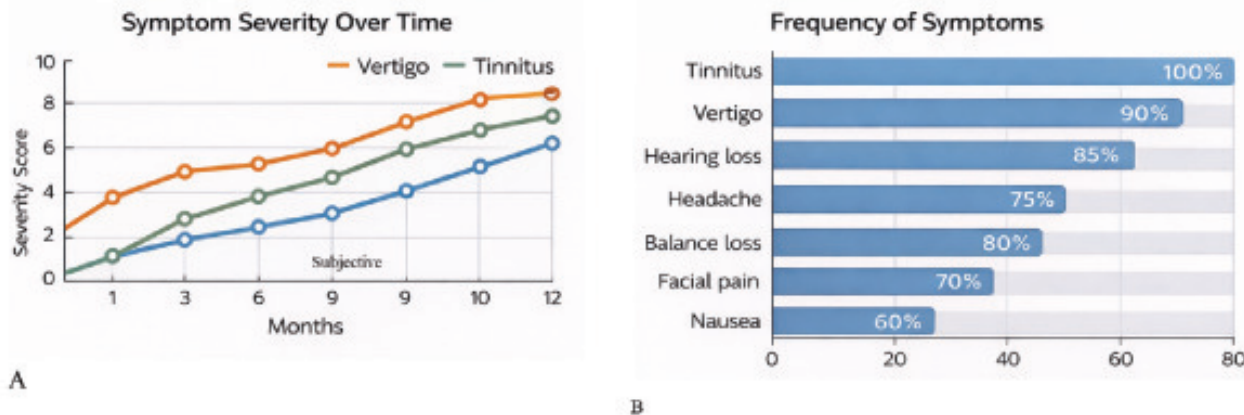 Symptom Severity Over Time
Vertigo Tinnitus
Severity Score
10
8
6
4
2
0
Subjective
1 3 6 9 9 10 12
Months
A
Frequency of Symptoms
Tinnitus 100%
Vertigo 90%
Hearing loss 85%
Headache 75%
Balance loss 80%
Facial pain 70%
Nausea 60%
0 20 40 60 80
B